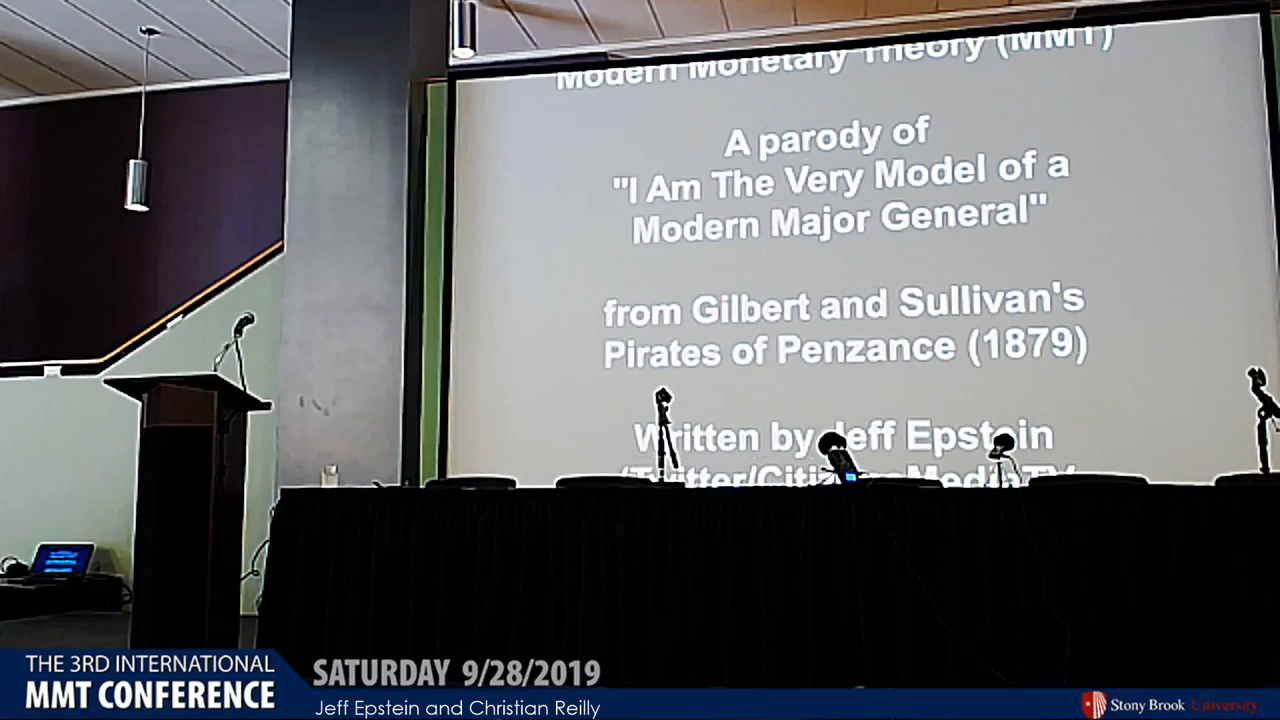 Modern Monetary Theory (MMT)
A parody of
"I Am The Very Model of a
Modern Major General"
from Gilbert and Sullivan's
Pirates of Penzance (1879)
Written by Jeff Epstein
THE 3RD INTERNATIONAL
MMT CONFERENCE
SATURDAY 9/28/2019
Jeff Epstein and Christian Reilly
Stony Brook University